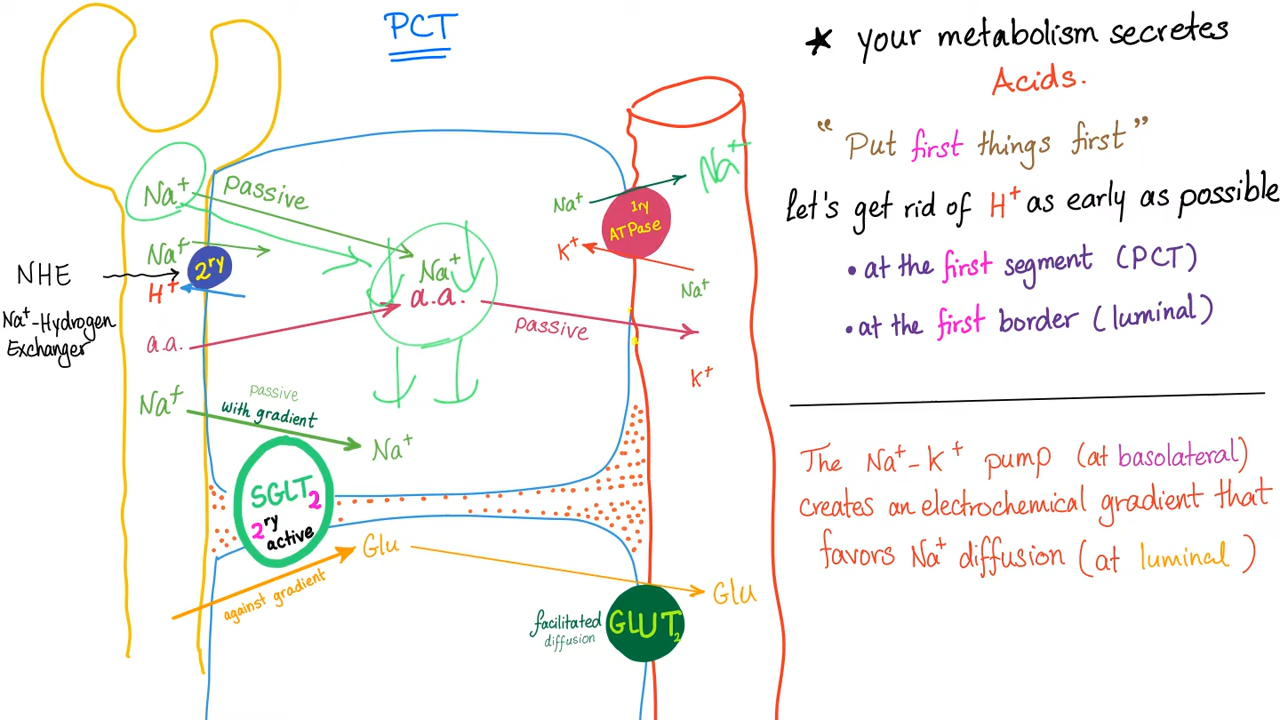 PCT
Na⁺
passive
Na⁺
NHE
2ry
H⁺
Na⁺-Hydrogen
Exchanger
a.a.
Na⁺
a.a.
passive
Na⁺
1ry
ATPase
K⁺
Na⁺
Na⁺
K⁺
Na⁺
passive
with gradient
Na⁺
SGLT2
2ry
active
Glu
against gradient
Glu
facilitated
diffusion
GLUT2
★ your metabolism secretes
Acids.
"Put first things first"
Let's get rid of H⁺ as early as possible
• at the first segment (PCT)
• at the first border (luminal)
The Na⁺-K⁺ pump (at basolateral)
creates an electrochemical gradient that
favors Na⁺ diffusion (at luminal)